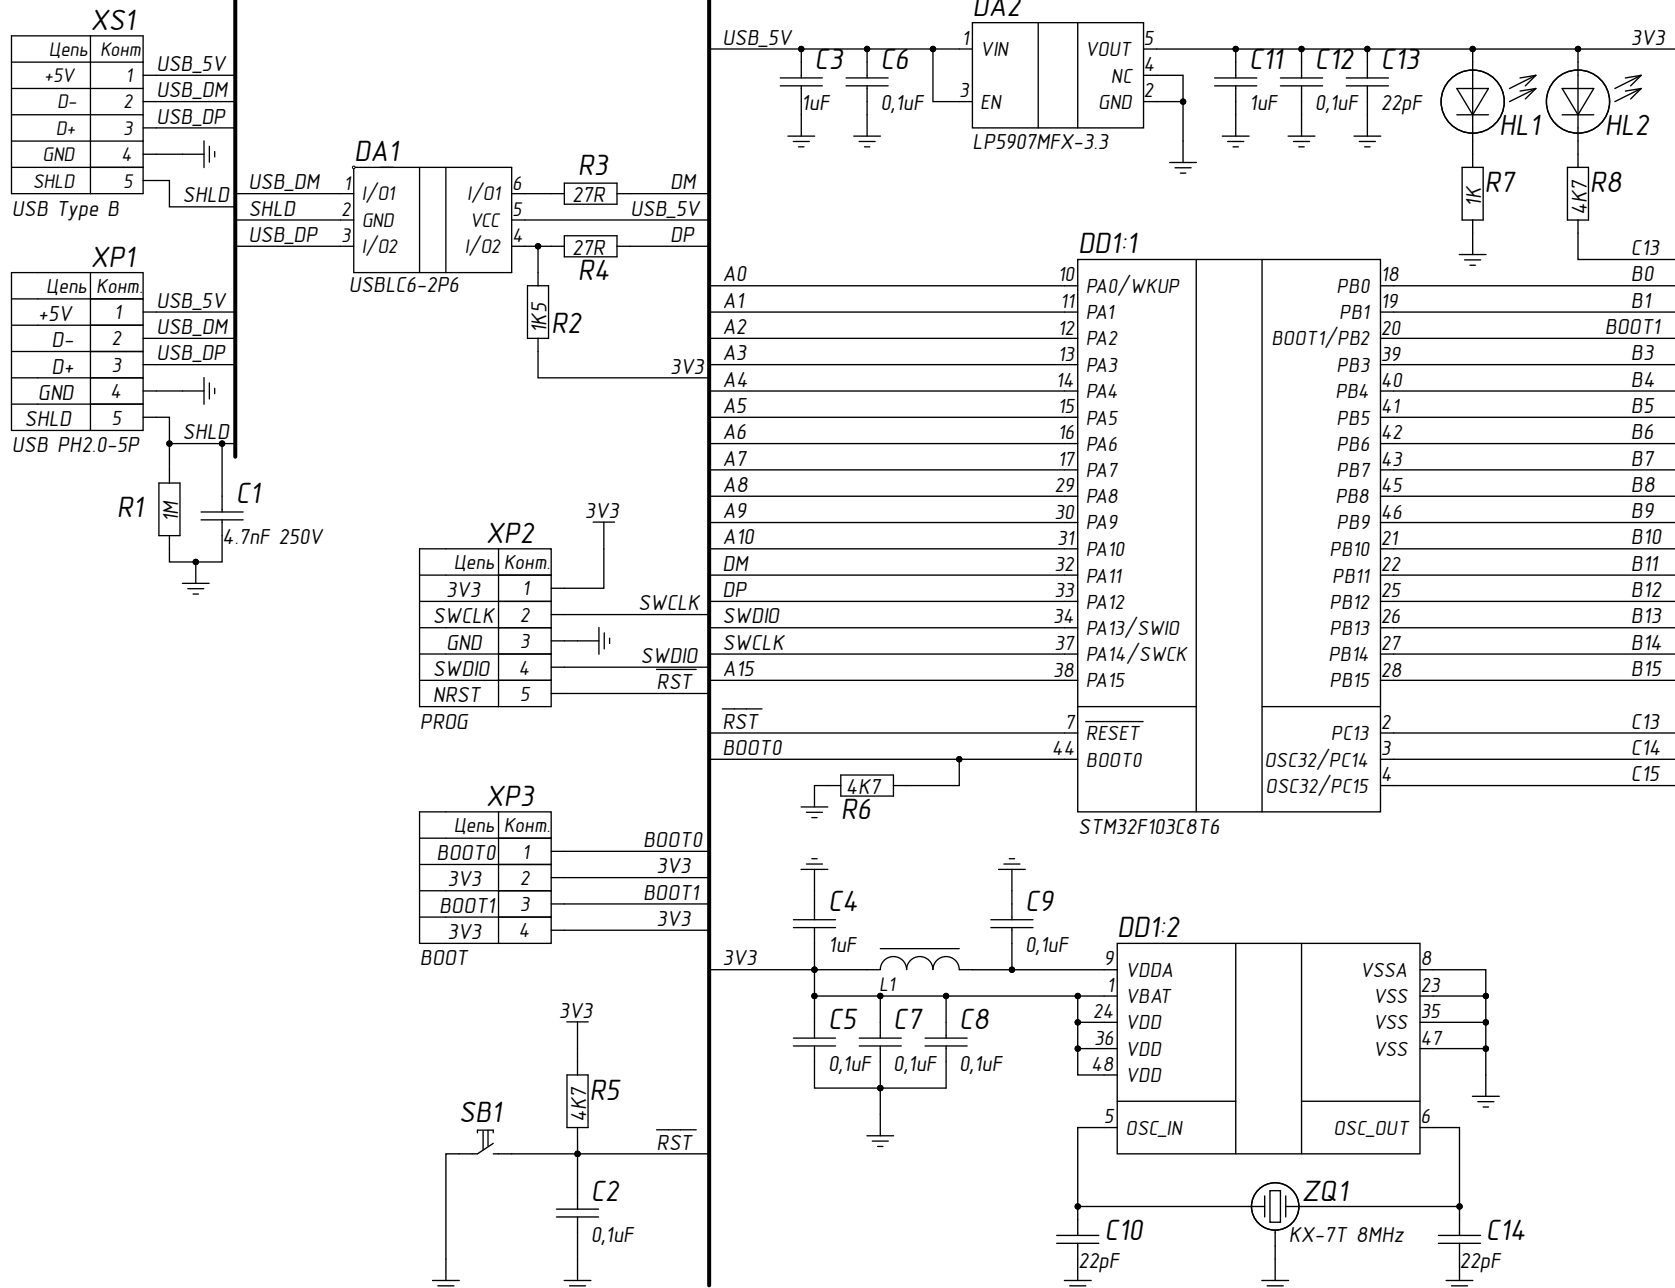 XS1
Цепь Конт
+5V 1 USB_5V
D- 2 USB_DM
D+ 3 USB_DP
GND 4
SHLD 5 SHLD
USB Type B
XP1
Цепь Конт.
+5V 1 USB_5V
D- 2 USB_DM
D+ 3 USB_DP
GND 4
SHLD 5 SHLD
USB PH2.0-5P
R1 1M
C1
4.7nF 250V
DA1
USB_DM 1 I/O1 I/O1 6
SHLD 2 GND VCC 5 USB_5V
USB_DP 3 I/O2 I/O2 4
USBLC6-2P6
R3
27R DM
27R DP
R4
1K5 R2
3V3
XP2
3V3
Цепь Конт.
3V3 1
SWCLK 2 SWCLK
GND 3
SWDIO 4 SWDIO
NRST 5 RST
PROG
XP3
Цепь Конт.
BOOT0 1 BOOT0
3V3 2 3V3
BOOT1 3 BOOT1
3V3 4 3V3
BOOT
3V3
4K7 R5
SB1
RST
C2
0,1uF
USB_5V
C3
1uF
C6
0,1uF
DA2
1 VIN VOUT 5
NC 4
3 EN GND 2
LP5907MFX-3.3
C11
1uF
C12
0,1uF
C13
22pF
3V3
HL1
HL2
1K R7
4K7 R8
C13
DD1:1
A0 10 PA0/WKUP PB0 18 B0
A1 11 PA1 PB1 19 B1
A2 12 PA2 BOOT1/PB2 20 BOOT1
A3 13 PA3 PB3 39 B3
A4 14 PA4 PB4 40 B4
A5 15 PA5 PB5 41 B5
A6 16 PA6 PB6 42 B6
A7 17 PA7 PB7 43 B7
A8 29 PA8 PB8 45 B8
A9 30 PA9 PB9 46 B9
A10 31 PA10 PB10 21 B10
DM 32 PA11 PB11 22 B11
DP 33 PA12 PB12 25 B12
SWDIO 34 PA13/SWIO PB13 26 B13
SWCLK 37 PA14/SWCK PB14 27 B14
A15 38 PA15 PB15 28 B15
RST 7 RESET PC13 2 C13
BOOT0 44 BOOT0 OSC32/PC14 3 C14
OSC32/PC15 4 C15
4K7
R6
STM32F103C8T6
C4
1uF
C9
0,1uF
3V3
L1
C5
0,1uF
C7
0,1uF
C8
0,1uF
DD1:2
9 VDDA VSSA 8
1 VBAT VSS 23
24 VDD VSS 35
36 VDD VSS 47
48 VDD
5 OSC_IN OSC_OUT 6
ZQ1
KX-7T 8MHz
C10
22pF
C14
22pF